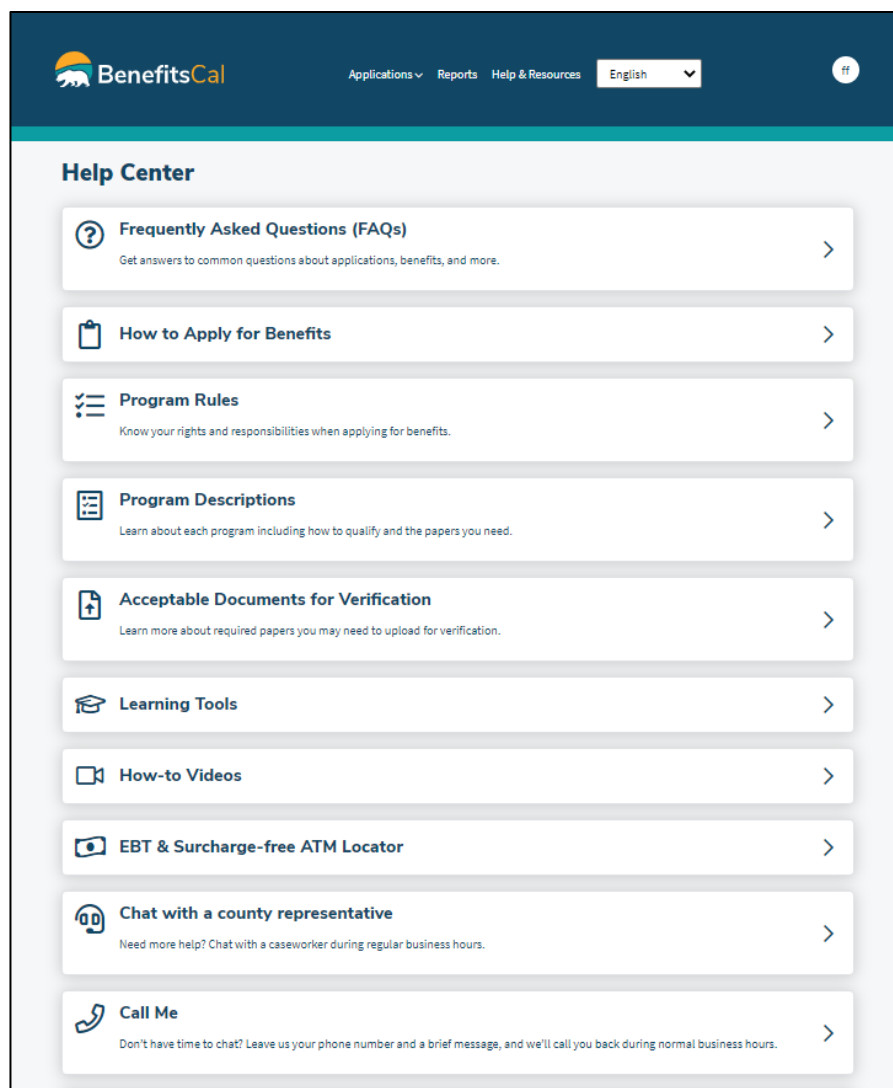 BenefitsCal
Applications Reports Help & Resources English ff
Help Center
Frequently Asked Questions (FAQs)
Get answers to common questions about applications, benefits, and more.
How to Apply for Benefits
Program Rules
Know your rights and responsibilities when applying for benefits.
Program Descriptions
Learn about each program including how to qualify and the papers you need.
Acceptable Documents for Verification
Learn more about required papers you may need to upload for verification.
Learning Tools
How-to Videos
EBT & Surcharge-free ATM Locator
Chat with a county representative
Need more help? Chat with a caseworker during regular business hours.
Call Me
Don't have time to chat? Leave us your phone number and a brief message, and we'll call you back during normal business hours.